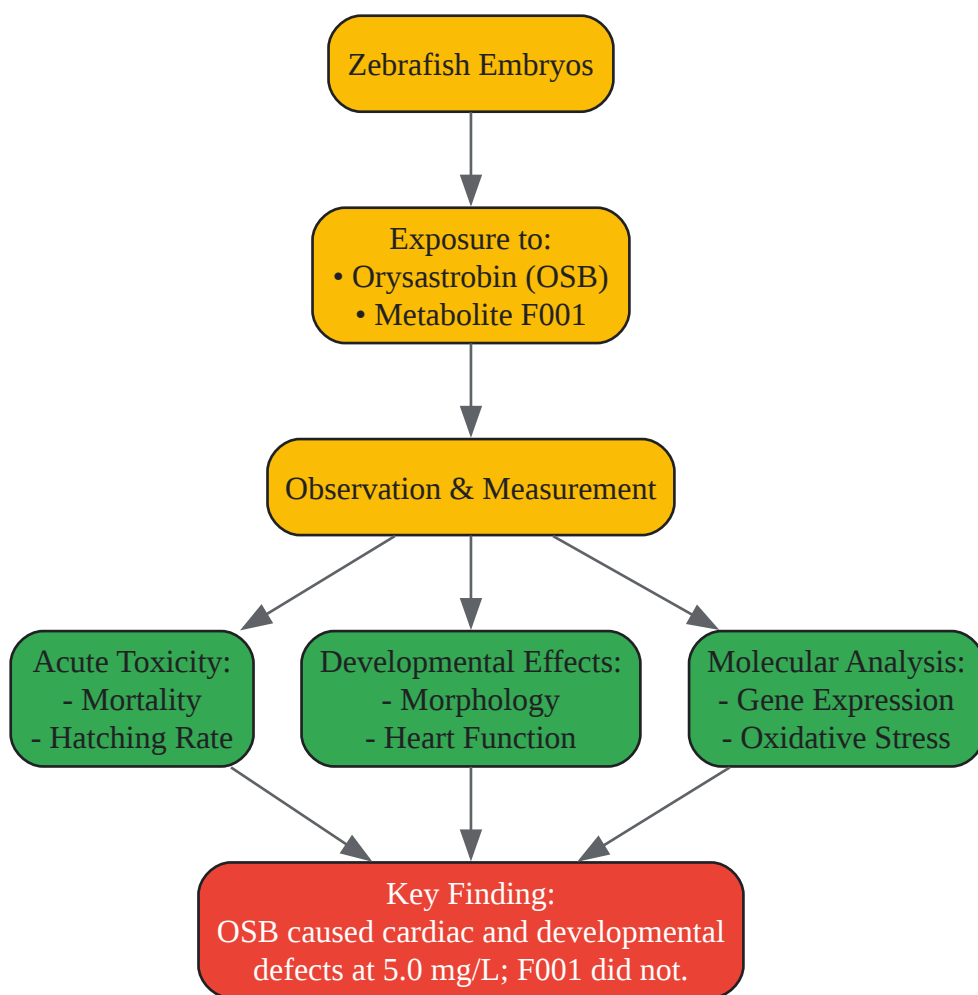 Zebrafish Embryos
Exposure to:
• Orysastrobin (OSB)
• Metabolite F001
Observation & Measurement
Acute Toxicity:
- Mortality
- Hatching Rate
Developmental Effects:
- Morphology
- Heart Function
Molecular Analysis:
- Gene Expression
- Oxidative Stress
Key Finding:
OSB caused cardiac and developmental
defects at 5.0 mg/L; F001 did not.